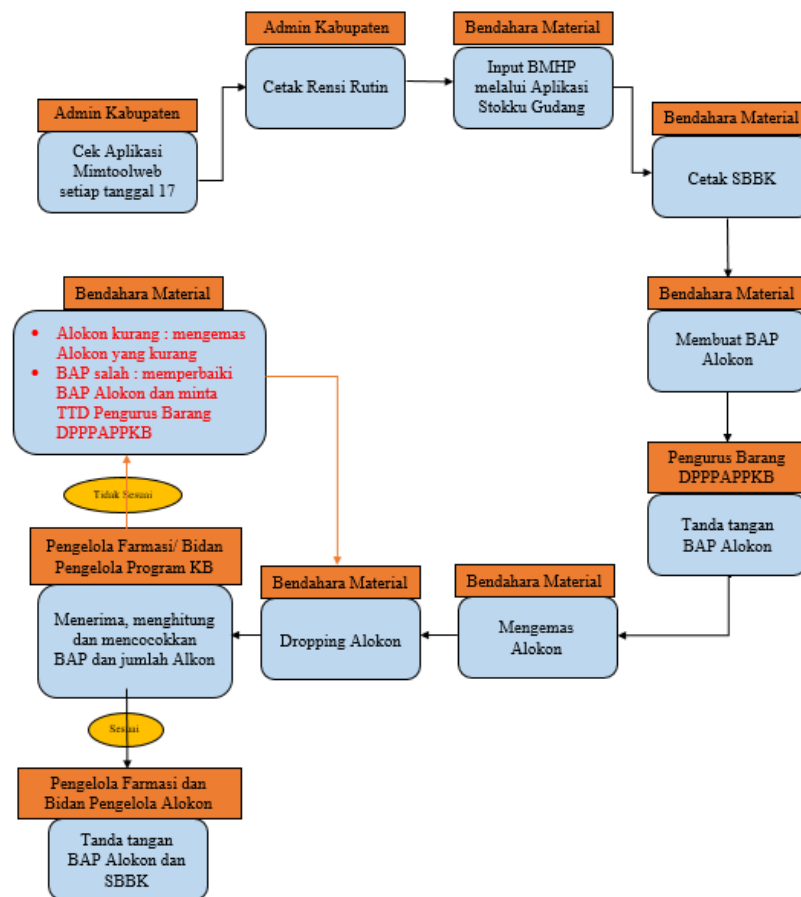 Admin Kabupaten
Cek Aplikasi
Mimtoolweb
setiap tanggal 17
Admin Kabupaten
Cetak Rensi Rutin
Bendahara Material
Input BMHP
melalui Aplikasi
Stokku Gudang
Bendahara Material
Cetak SBBK
Bendahara Material
Membuat BAP
Alokon
Pengurus Barang
DPPPAPPKB
Tanda tangan
BAP Alokon
Bendahara Material
Mengemas
Alokon
Bendahara Material
Dropping Alokon
Pengelola Farmasi/ Bidan
Pengelola Program KB
Menerima, menghitung
dan mencocokkan
BAP dan jumlah Alkon
Tidak Sesuai
Bendahara Material
• Alokon kurang : mengemas
Alokon yang kurang
• BAP salah : memperbaiki
BAP Alokon dan minta
TTD Pengurus Barang
DPPPAPPKB
Sesuai
Pengelola Farmasi dan
Bidan Pengelola Alokon
Tanda tangan
BAP Alokon dan
SBBK